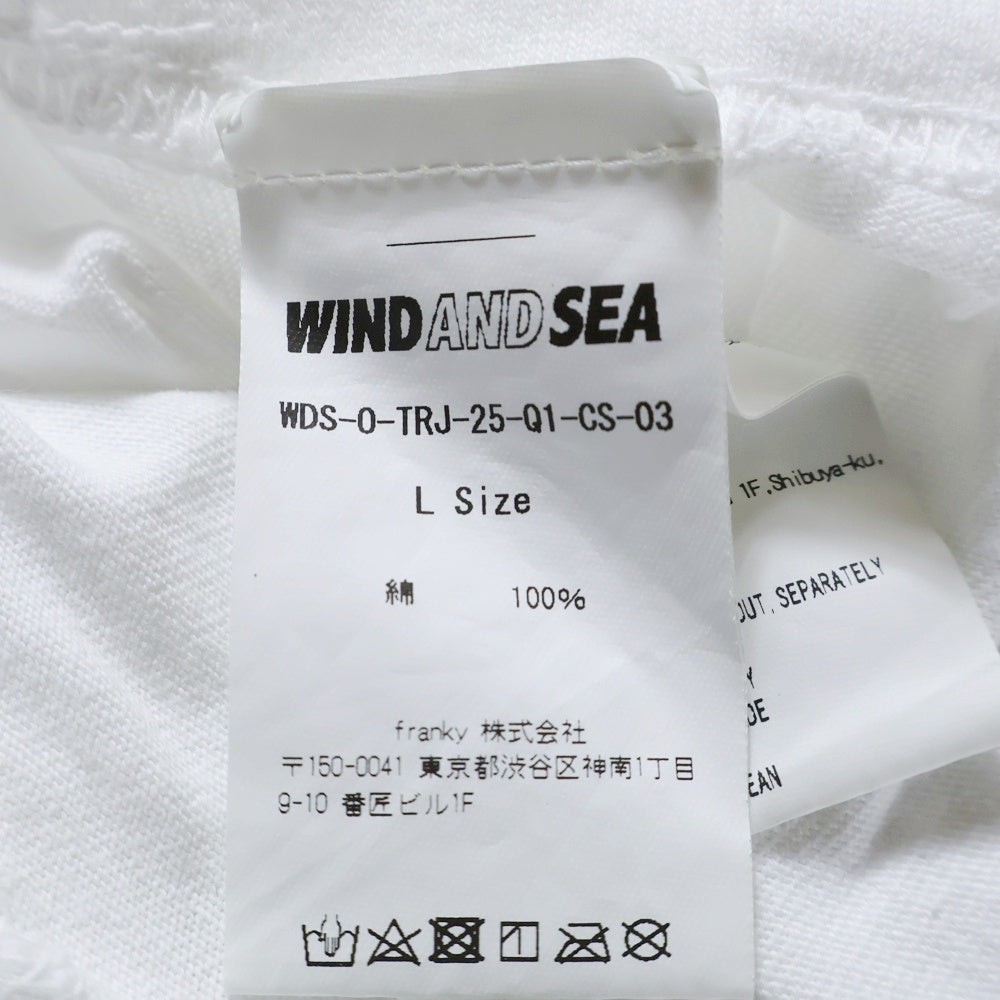 WINDANDSEA
WDS-O-TRJ-25-Q1-CS-03
L Size
綿 100%
franky 株式会社
〒150-0041 東京都渋谷区神南1丁目
9-10 番匠ビル1F
1F,Shibuya-ku,
OUT, SEPARATELY